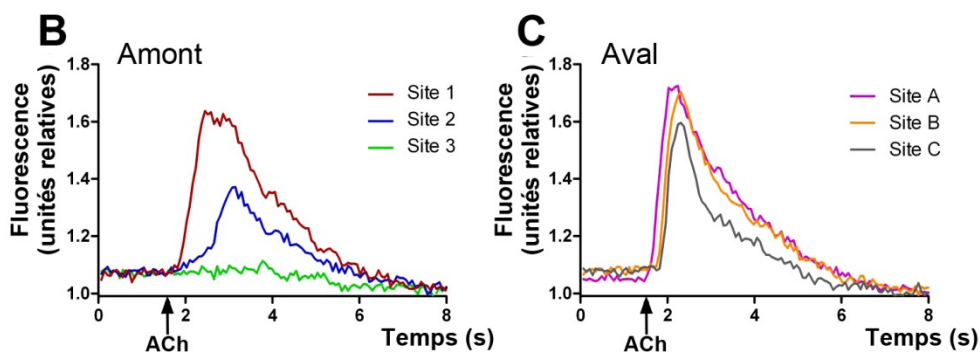 B
Amont
Fluorescence
(unités relatives)
1.8
1.6
1.4
1.2
1.0
0
2
4
6
8
Site 1
Site 2
Site 3
ACh
Temps (s)
C
Aval
Fluorescence
(unités relatives)
1.8
1.6
1.4
1.2
1.0
0
2
4
6
8
Site A
Site B
Site C
ACh
Temps (s)